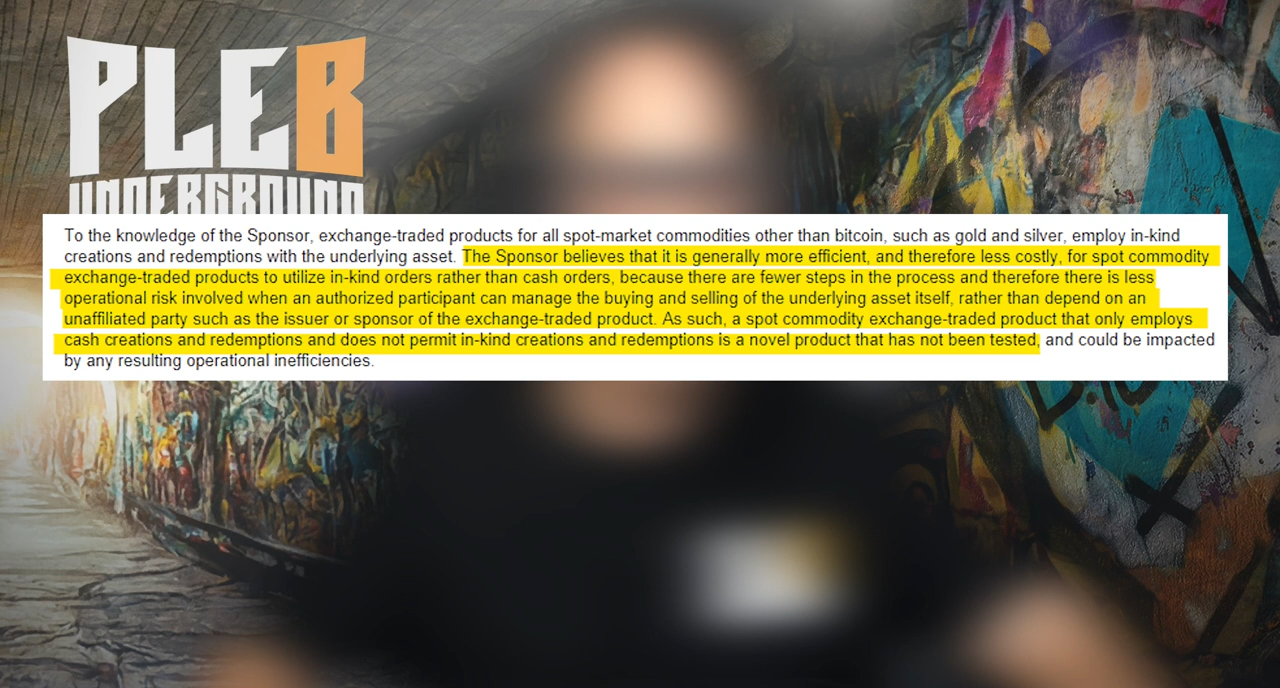 PLEB
UNDERGROUND
To the knowledge of the Sponsor, exchange-traded products for all spot-market commodities other than bitcoin, such as gold and silver, employ in-kind
creations and redemptions with the underlying asset. The Sponsor believes that it is generally more efficient, and therefore less costly, for spot commodity
exchange-traded products to utilize in-kind orders rather than cash orders, because there are fewer steps in the process and therefore there is less
operational risk involved when an authorized participant can manage the buying and selling of the underlying asset itself, rather than depend on an
unaffiliated party such as the issuer or sponsor of the exchange-traded product. As such, a spot commodity exchange-traded product that only employs
cash creations and redemptions and does not permit in-kind creations and redemptions is a novel product that has not been tested, and could be impacted
by any resulting operational inefficiencies.